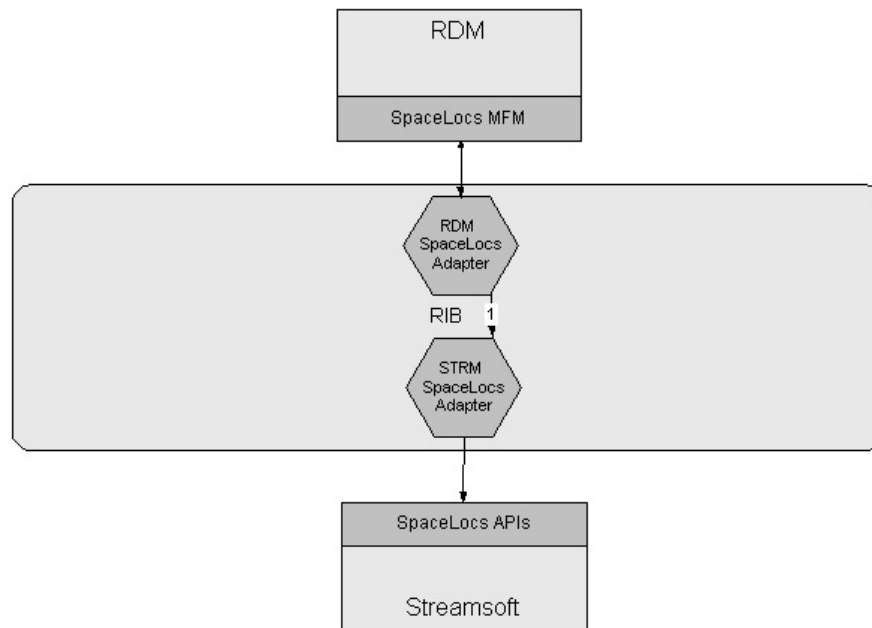 RDM
SpaceLocs MFM
RDM
SpaceLocs
Adapter
RIB 1
STRM
SpaceLocs
Adapter
SpaceLocs APIs
Streamsoft